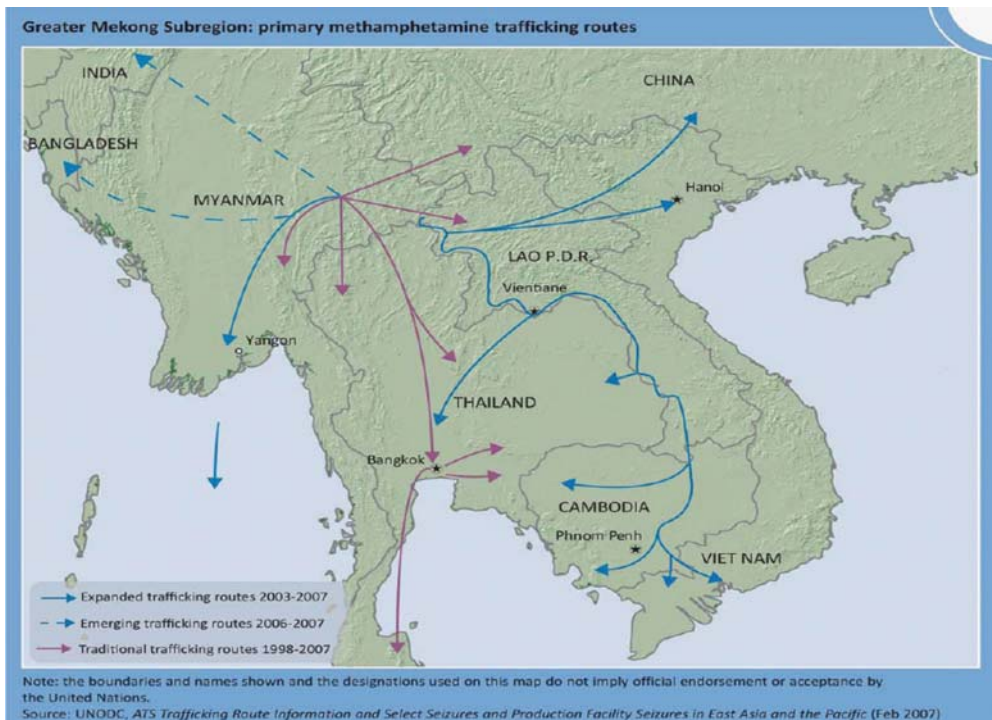 Greater Mekong Subregion: primary methamphetamine trafficking routes
INDIA
CHINA
BANGLADESH
MYANMAR
Hanoi
LAO P.D.R.
Vientiane
Yangon
THAILAND
Bangkok
CAMBODIA
Phnom Penh
VIET NAM
Expanded trafficking routes 2003-2007
Emerging trafficking routes 2006-2007
Traditional trafficking routes 1998-2007
Note: the boundaries and names shown and the designations used on this map do not imply official endorsement or acceptance by
the United Nations.
Source: UNODC, ATS Trafficking Route Information and Select Seizures and Production Facility Seizures in East Asia and the Pacific (Feb 2007)